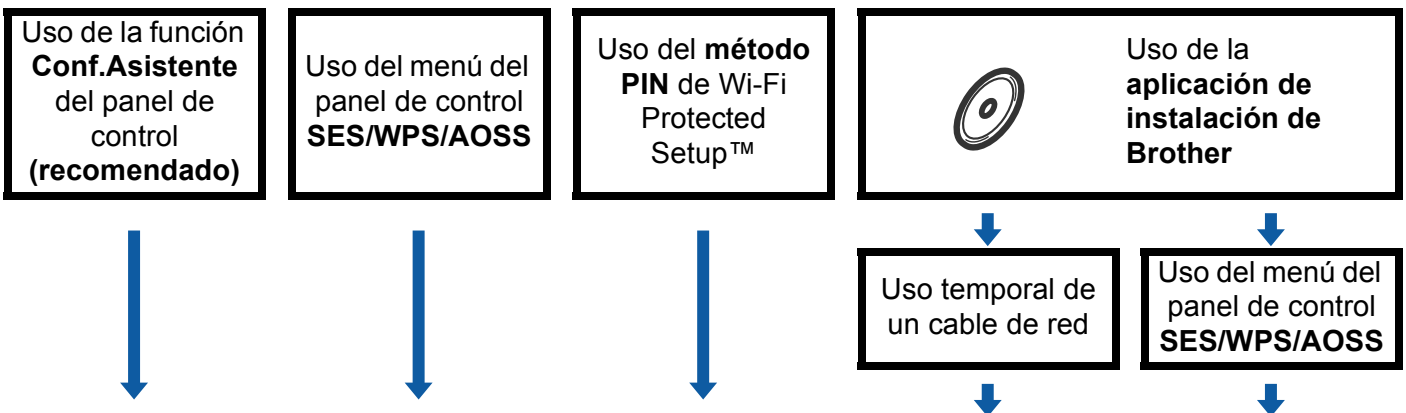 Uso de la función
Conf.Asistente
del panel de
control
(recomendado)
Uso del menú del
panel de control
SES/WPS/AOSS
Uso del método
PIN de Wi-Fi
Protected
Setup™
Uso de la
aplicación de
instalación de
Brother
Uso temporal de
un cable de red
Uso del menú del
panel de control
SES/WPS/AOSS